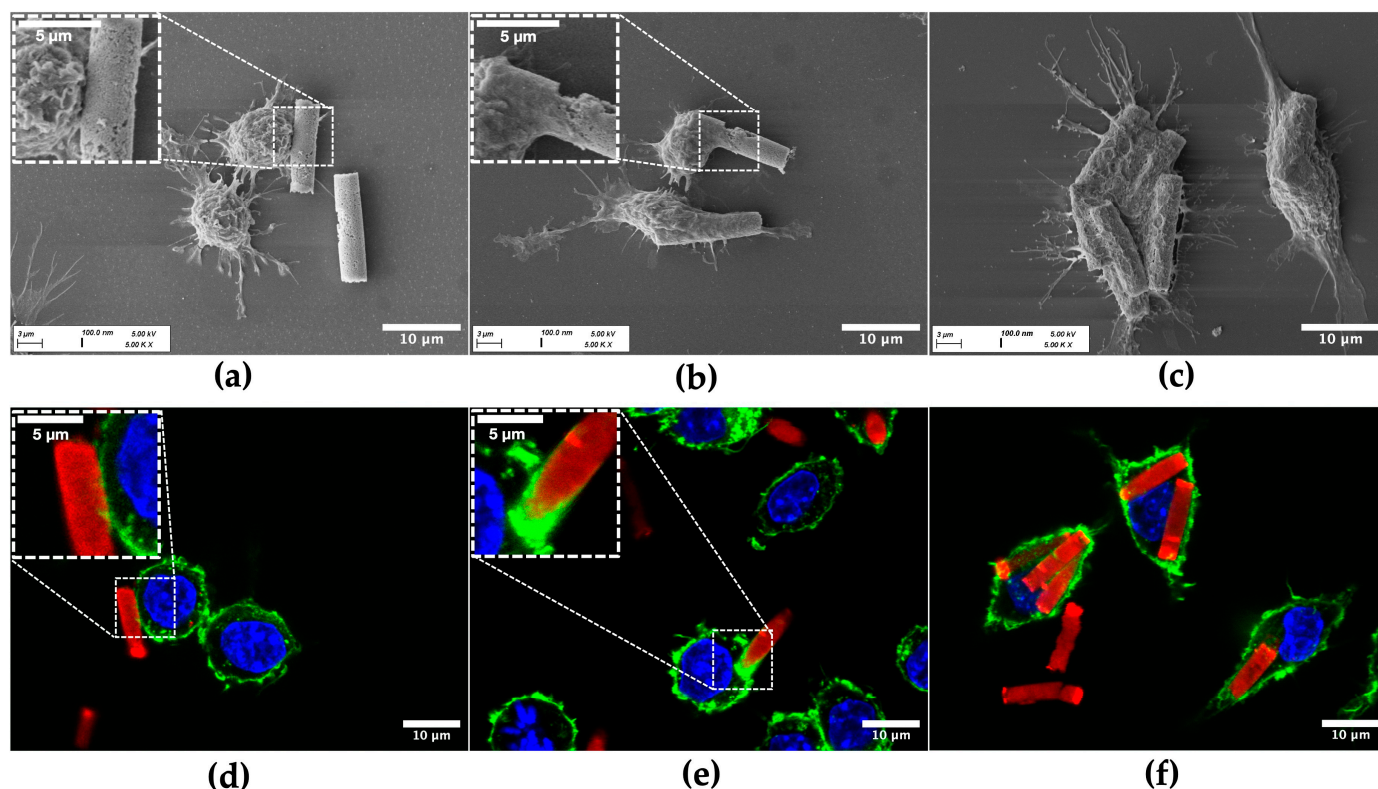 5 µm
3 µm 100.0 nm 5.00 kV
5.00 K X
10 µm
(a)
5 µm
3 µm 100.0 nm 5.00 kV
5.00 K X
10 µm
(b)
3 µm 100.0 nm 5.00 kV
5.00 K X
10 µm
(c)
5 µm
10 µm
(d)
5 µm
10 µm
(e)
10 µm
(f)